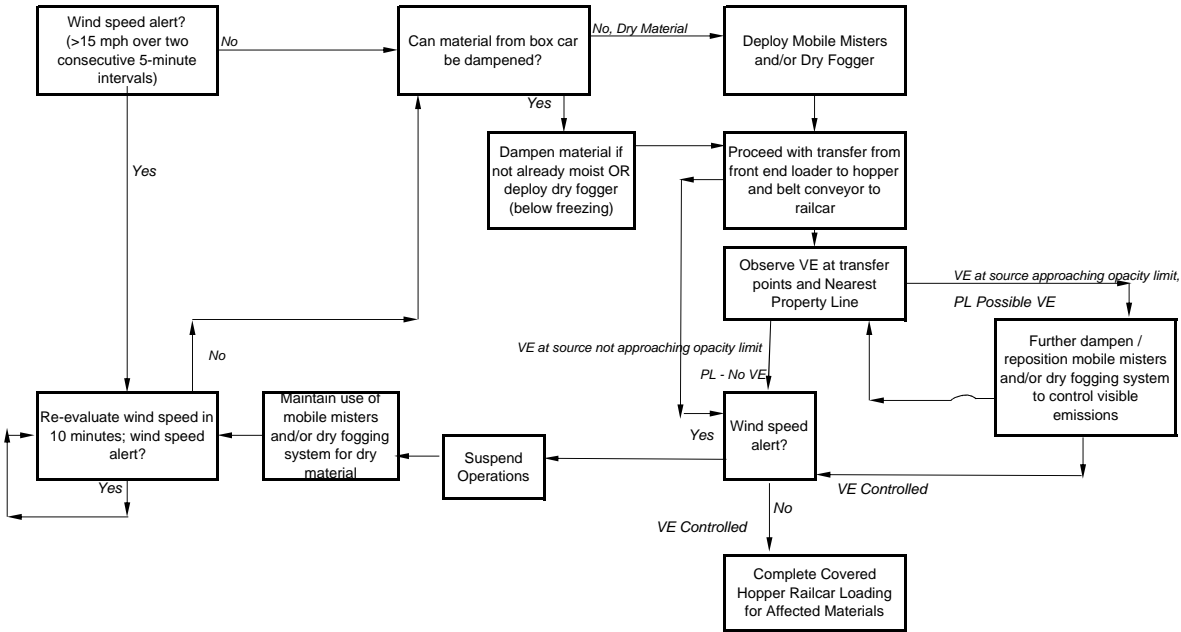 Wind speed alert?
(>15 mph over two
consecutive 5-minute
intervals)
No
Can material from box car
be dampened?
No, Dry Material
Deploy Mobile Misters
and/or Dry Fogger
Yes
Yes
Dampen material if
not already moist OR
deploy dry fogger
(below freezing)
Proceed with transfer from
front end loader to hopper
and belt conveyor to
railcar
Observe VE at transfer
points and Nearest
Property Line
VE at source approaching opacity limit,
PL Possible VE
Further dampen /
reposition mobile misters
and/or dry fogging system
to control visible
emissions
VE at source not approaching opacity limit
PL - No VE
No
Re-evaluate wind speed in
10 minutes; wind speed
alert?
Maintain use of
mobile misters
and/or dry fogging
system for dry
material
Suspend
Operations
Yes
Wind speed
alert?
Yes
VE Controlled
No
VE Controlled
Complete Covered
Hopper Railcar Loading
for Affected Materials